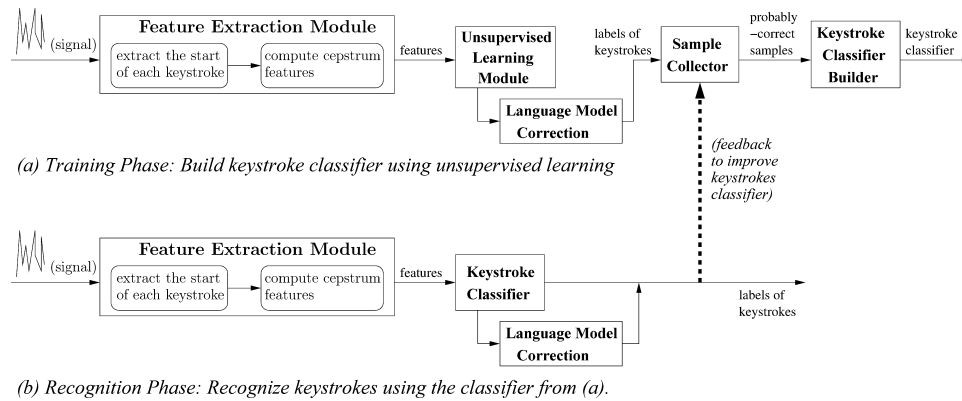 (signal)
Feature Extraction Module
extract the start
of each keystroke
compute cepstrum
features
features
Unsupervised
Learning
Module
Language Model
Correction
labels of
keystrokes
Sample
Collector
probably
-correct
samples
Keystroke
Classifier
Builder
keystroke
classifier
(a) Training Phase: Build keystroke classifier using unsupervised learning
(feedback
to improve
keystrokes
classifier)
(signal)
Feature Extraction Module
extract the start
of each keystroke
compute cepstrum
features
features
Keystroke
Classifier
Language Model
Correction
labels of
keystrokes
(b) Recognition Phase: Recognize keystrokes using the classifier from (a).